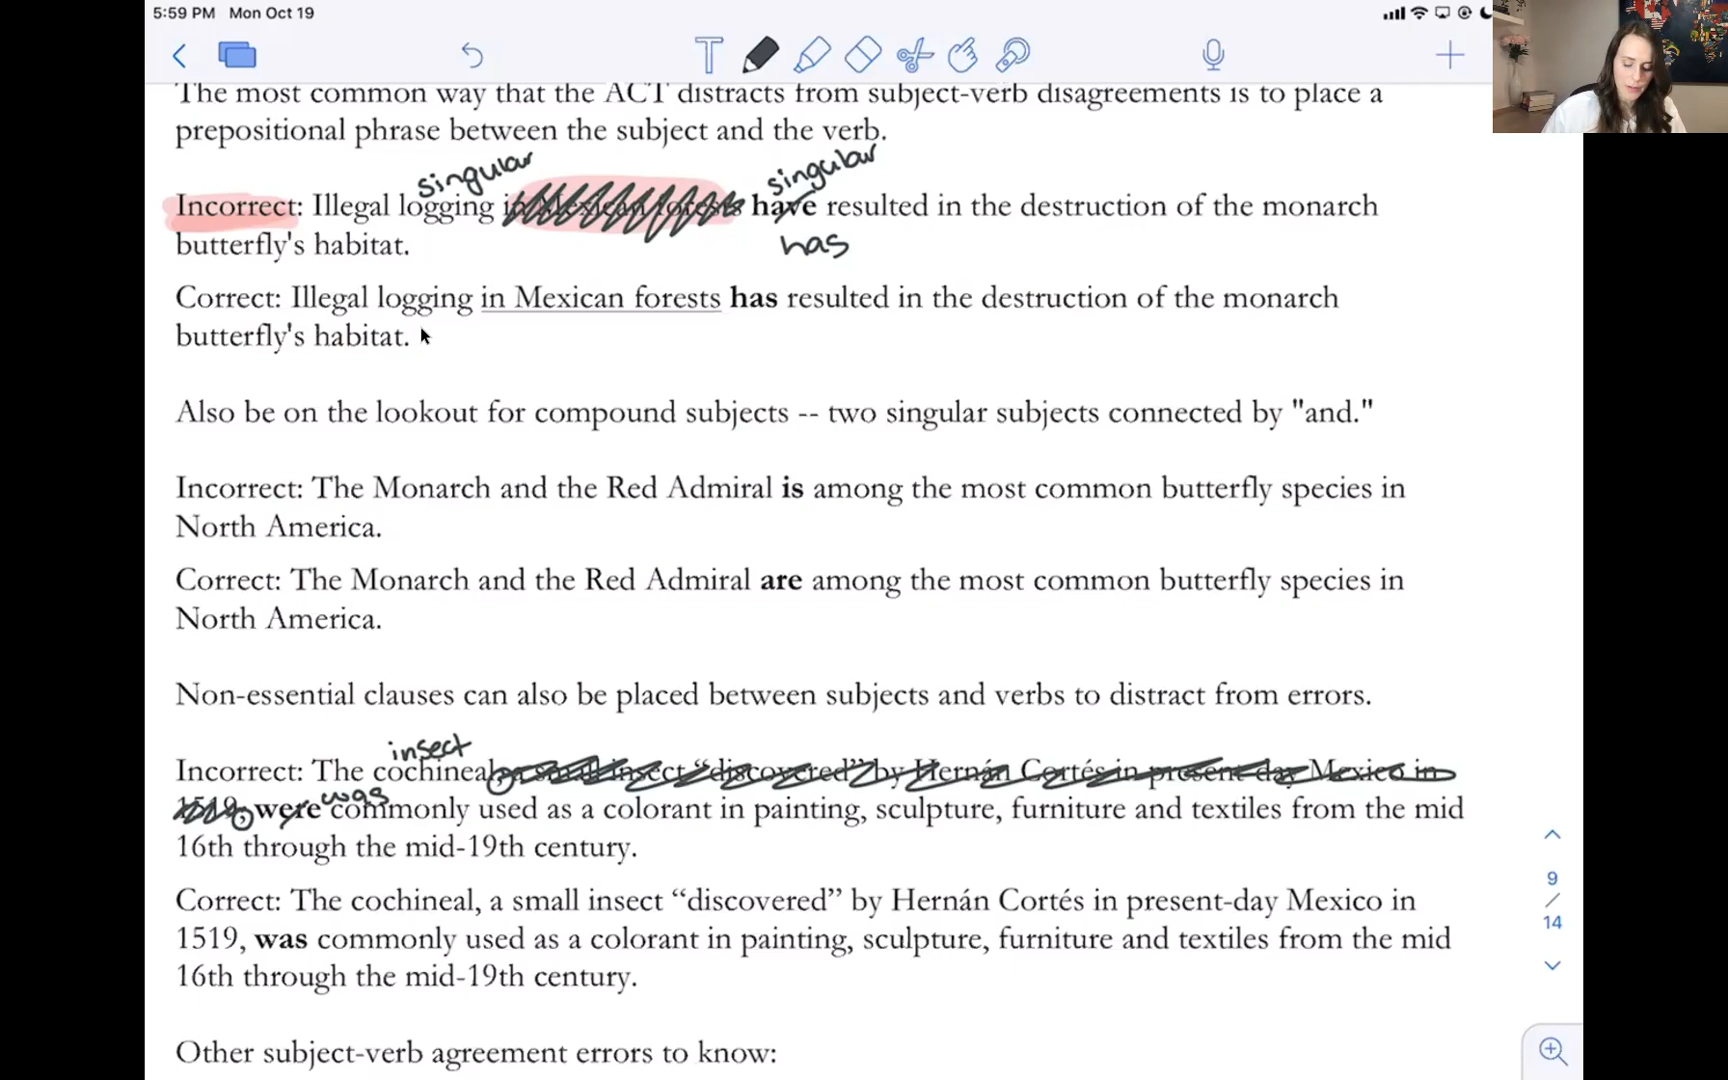 5:59 PM Mon Oct 19
The most common way that the ACT distracts from subject-verb disagreements is to place a
prepositional phrase between the subject and the verb.
singular singular
Incorrect: Illegal logging in Mexican forests have resulted in the destruction of the monarch
has
butterfly's habitat.
Correct: Illegal logging in Mexican forests has resulted in the destruction of the monarch
butterfly's habitat.
Also be on the lookout for compound subjects -- two singular subjects connected by "and."
Incorrect: The Monarch and the Red Admiral is among the most common butterfly species in
North America.
Correct: The Monarch and the Red Admiral are among the most common butterfly species in
North America.
Non-essential clauses can also be placed between subjects and verbs to distract from errors.
insect
Incorrect: The cochineal, a small insect “discovered” by Hernán Cortés in present-day Mexico in
was
1519, were commonly used as a colorant in painting, sculpture, furniture and textiles from the mid
16th through the mid-19th century.
9
/
14
Correct: The cochineal, a small insect “discovered” by Hernán Cortés in present-day Mexico in
1519, was commonly used as a colorant in painting, sculpture, furniture and textiles from the mid
16th through the mid-19th century.
Other subject-verb agreement errors to know: